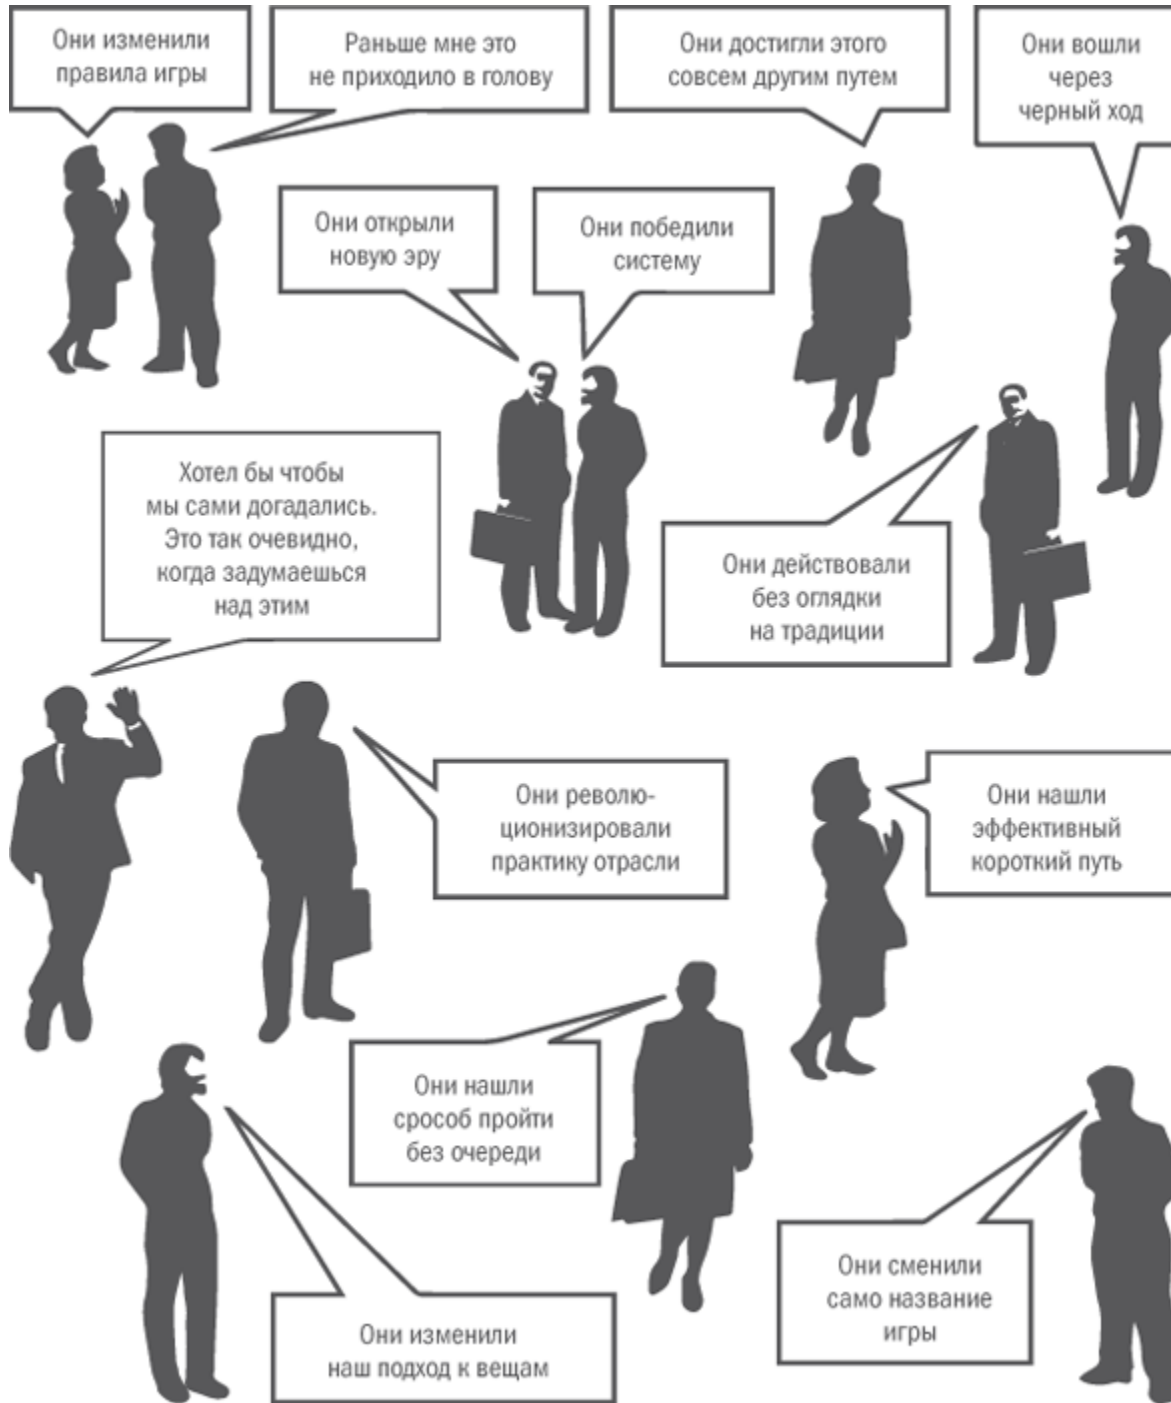 Они изменили
правила игры
Раньше мне это
не приходило в голову
Они достигли этого
совсем другим путем
Они вошли
через
черный ход
Они открыли
новую эру
Они победили
систему
Хотел бы чтобы
мы сами догадались.
Это так очевидно,
когда задумаешься
над этим
Они действовали
без оглядки
на традиции
Они револю-
ционизировали
практику отрасли
Они нашли
эффективный
короткий путь
Они нашли
срособ пройти
без очереди
Они сменили
само название
игры
Они изменили
наш подход к вещам